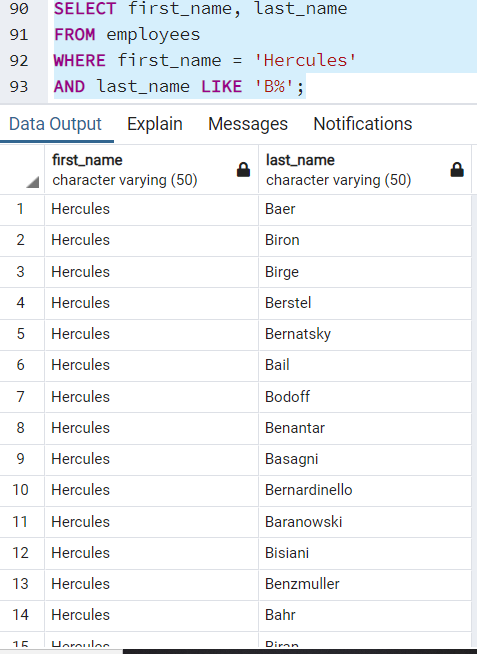 90 SELECT first_name, last_name
91 FROM employees
92 WHERE first_name = 'Hercules'
93 AND last_name LIKE 'B%';
Data Output Explain Messages Notifications
first_name last_name
character varying (50) character varying (50)
1 Hercules Baer
2 Hercules Biron
3 Hercules Birge
4 Hercules Berstel
5 Hercules Bernatsky
6 Hercules Bail
7 Hercules Bodoff
8 Hercules Benantar
9 Hercules Basagni
10 Hercules Bernardinello
11 Hercules Baranowski
12 Hercules Bisiani
13 Hercules Benzmuller
14 Hercules Bahr
15 Hercules Biran